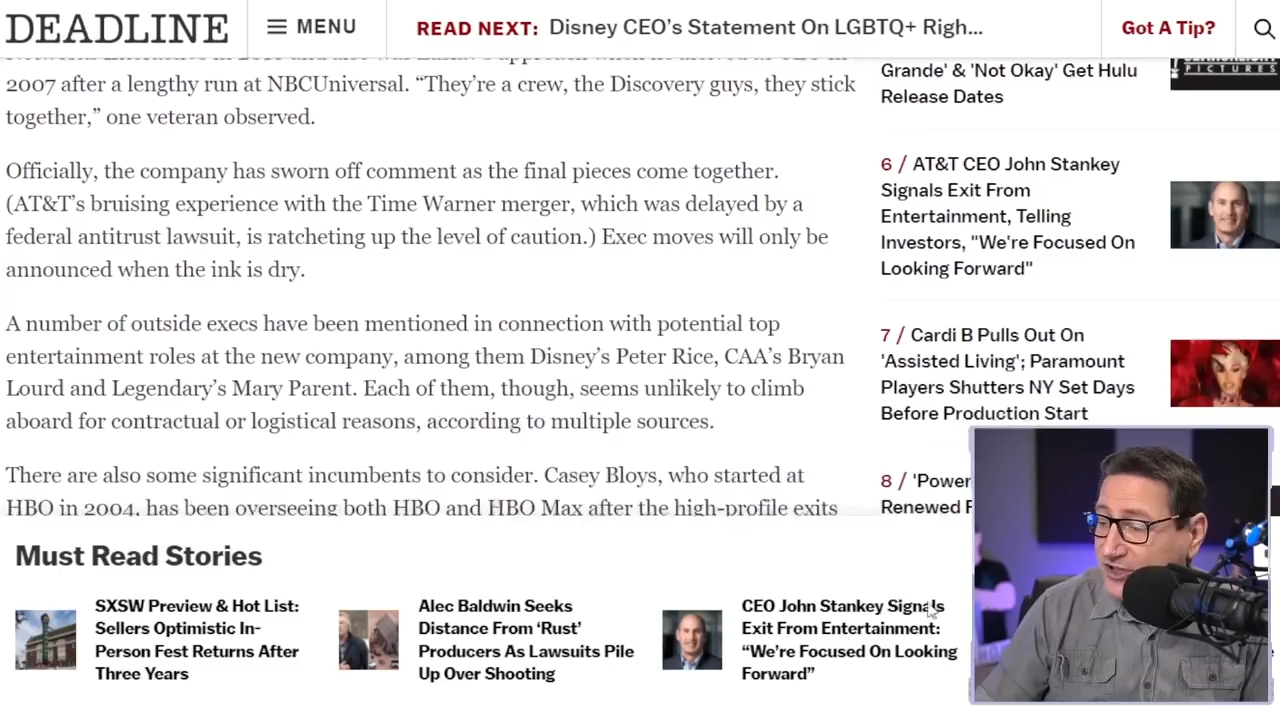 DEADLINE
MENU
READ NEXT: Disney CEO’s Statement On LGBTQ+ Righ...
Got A Tip?
2007 after a lengthy run at NBCUniversal. “They’re a crew, the Discovery guys, they stick
together,” one veteran observed.
Officially, the company has sworn off comment as the final pieces come together.
(AT&T’s bruising experience with the Time Warner merger, which was delayed by a
federal antitrust lawsuit, is ratcheting up the level of caution.) Exec moves will only be
announced when the ink is dry.
A number of outside execs have been mentioned in connection with potential top
entertainment roles at the new company, among them Disney’s Peter Rice, CAA’s Bryan
Lourd and Legendary’s Mary Parent. Each of them, though, seems unlikely to climb
aboard for contractual or logistical reasons, according to multiple sources.
There are also some significant incumbents to consider. Casey Bloys, who started at
HBO in 2004, has been overseeing both HBO and HBO Max after the high-profile exits
Grande' & 'Not Okay' Get Hulu
Release Dates
PICTURES
6 / AT&T CEO John Stankey
Signals Exit From
Entertainment, Telling
Investors, "We're Focused On
Looking Forward"
7 / Cardi B Pulls Out On
'Assisted Living'; Paramount
Players Shutters NY Set Days
Before Production Start
8 / 'Power
Renewed F
Must Read Stories
SXSW Preview & Hot List:
Sellers Optimistic In-
Person Fest Returns After
Three Years
Alec Baldwin Seeks
Distance From ‘Rust’
Producers As Lawsuits Pile
Up Over Shooting
CEO John Stankey Signals
Exit From Entertainment:
“We’re Focused On Looking
Forward”